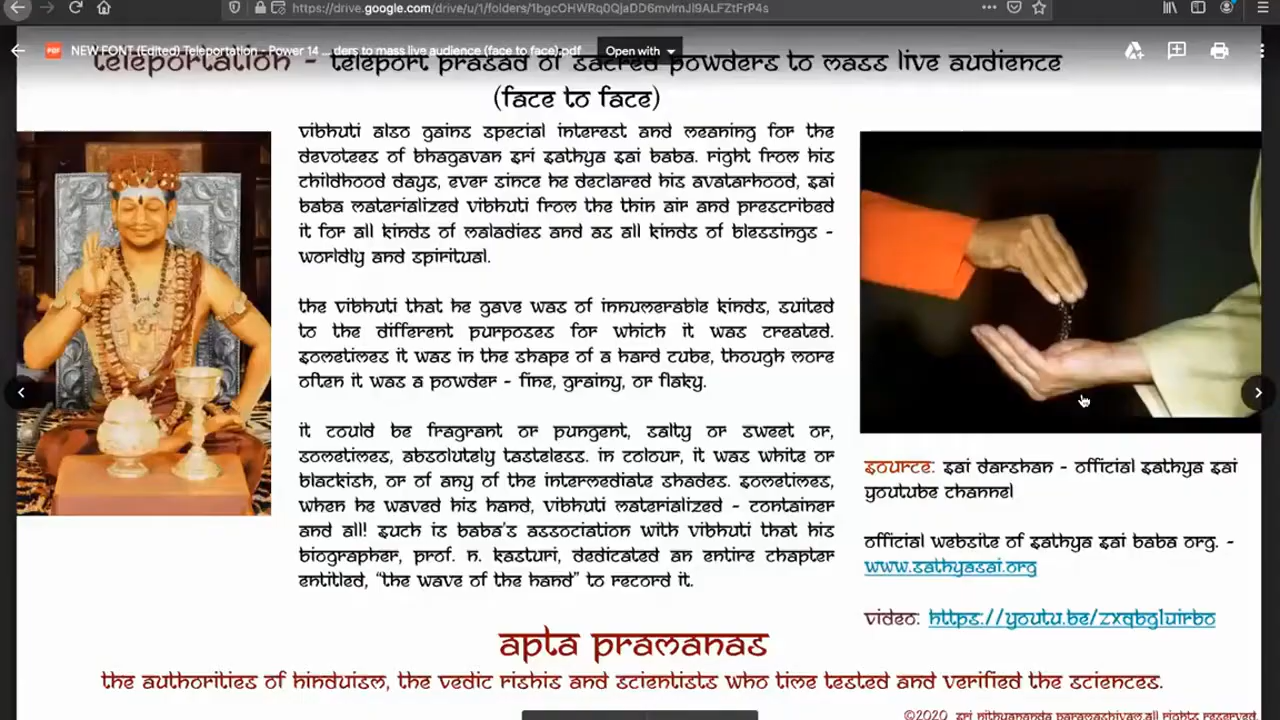 https://drive.google.com/drive/u/1/folders/1bgcOHWRq0QjaDD6mvlmJl9ALFZtFrP4s
PDF NEW FONT (Edited) Teleportation - Power 14 ... ders to mass live audience (face to face).pdf
Open with
teleportation - teleport prasad of sacred powders to mass live audience
(face to face)
vibhuti also gains special interest and meaning for the
devotees of bhagavan sri sathya sai baba. right from his
childhood days, ever since he declared his avatarhood, sai
baba materialized vibhuti from the thin air and prescribed
it for all kinds of maladies and as all kinds of blessings -
worldly and spiritual.
the vibhuti that he gave was of innumerable kinds, suited
to the different purposes for which it was created.
sometimes it was in the shape of a hard cube, though more
often it was a powder - fine, grainy, or flaky.
it could be fragrant or pungent, salty or sweet or,
sometimes, absolutely tasteless. in colour, it was white or
blackish, or of any of the intermediate shades. sometimes,
when he waved his hand, vibhuti materialized - container
and all! such is baba's association with vibhuti that his
biographer, prof. n. kasturi, dedicated an entire chapter
entitled, "the wave of the hand" to record it.
source: sai darshan - official sathya sai
youtube channel
official website of sathya sai baba org. -
www.sathyasai.org
video: https://youtu.be/zxqbg1uirbo
apta pramanas
the authorities of hinduism, the vedic rishis and scientists who time tested and verified the sciences.
©2020 sri nithyananda paramashivam.all rights reserved.